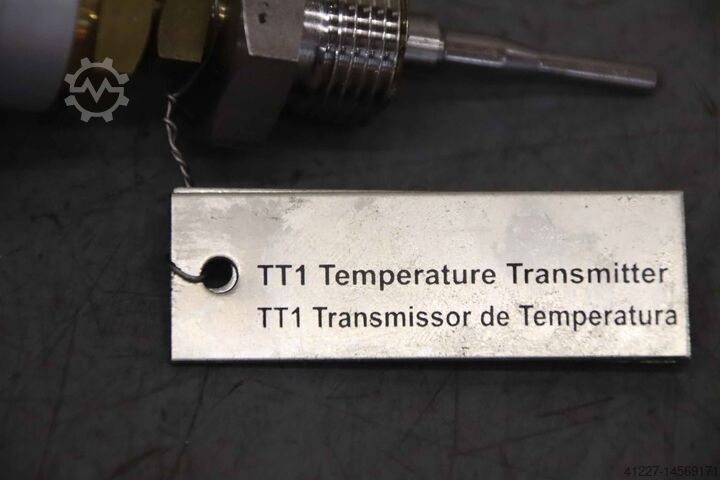 TT1 Temperature Transmitter
TT1 Transmissor de Temperatura
41227-14569171